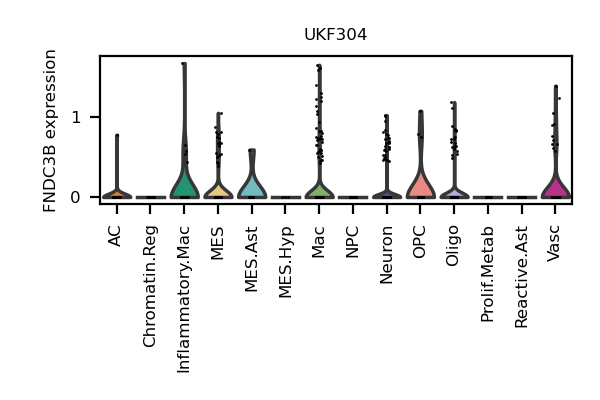 UKF304
FNDC3B expression
1
0
AC
Chromatin.Reg
Inflammatory.Mac
MES
MES.Ast
MES.Hyp
Mac
NPC
Neuron
OPC
Oligo
Prolif.Metab
Reactive.Ast
Vasc